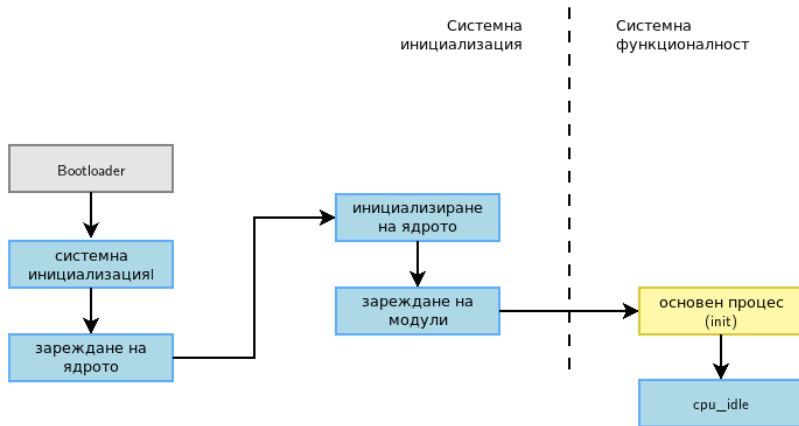 Системна
инициализация
Системна
функционалност
Bootloader
системна
инициализацияl
зареждане на
ядрото
инициализиране
на ядрото
зареждане на
модули
основен процес
(init)
cpu_idle